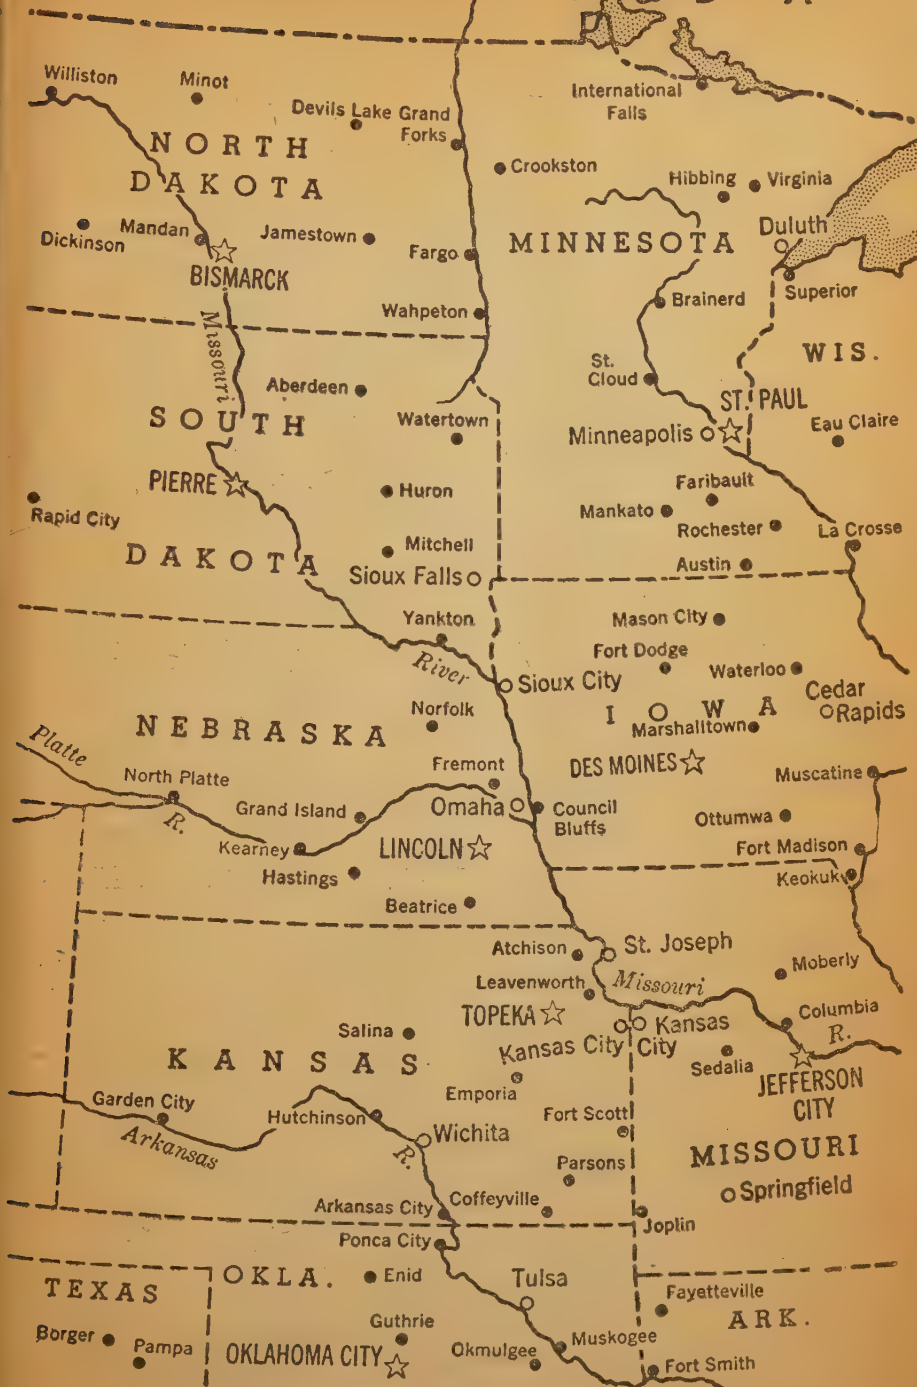 Williston
Minot
Devils Lake
Grand
Forks
International
Falls
NORTH
DAKOTA
Crookston
Hibbing
Virginia
Dickinson
Mandan
Jamestown
Fargo
MINNESOTA
Duluth
BISMARCK
Superior
Wahpeton
Brainerd
Missouri
WIS.
St.
Cloud
Aberdeen
ST. PAUL
SOUTH
Watertown
Minneapolis
Eau Claire
PIERRE
Huron
Faribault
Rapid City
Mankato
Rochester
La Crosse
DAKOTA
Mitchell
Austin
Sioux Falls
Yankton
Mason City
River
Fort Dodge
Waterloo
Sioux City
Cedar
Rapids
Norfolk
IOWA
NEBRASKA
Marshalltown
Platte
Fremont
DES MOINES
Muscatine
North Platte
R.
Grand Island
Omaha
Council
Bluffs
Ottumwa
Kearney
LINCOLN
Fort Madison
Hastings
Keokuk
Beatrice
Atchison
St. Joseph
Moberly
Leavenworth
Missouri
TOPEKA
Columbia
Salina
Kansas City
Kansas
City
R.
KANSAS
Sedalia
JEFFERSON
CITY
Emporia
Garden City
Hutchinson
Fort Scott
Arkansas
R.
Wichita
MISSOURI
Parsons
Springfield
Arkansas City
Coffeyville
Joplin
Ponca City
TEXAS
OKLA.
Enid
Tulsa
Fayetteville
ARK.
Borger
Pampa
Guthrie
OKLAHOMA CITY
Okmulgee
Muskogee
Fort Smith